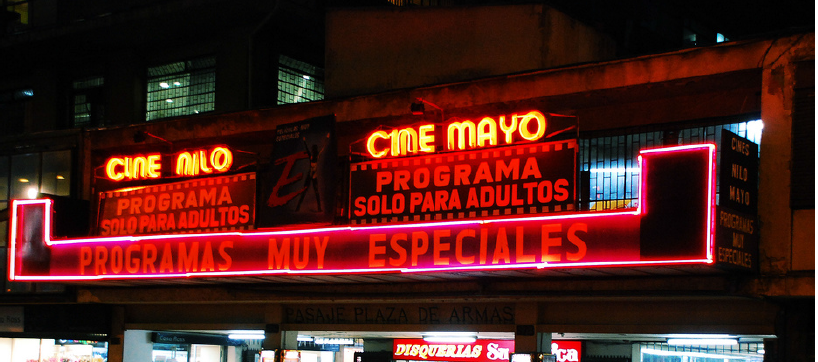 CINE NILO
PROGRAMA
SOLO PARA ADULTOS
CINE MAYO
PROGRAMA
SOLO PARA ADULTOS
PROGRAMAS MUY ESPECIALES
CINES
NILO
MAYO
PROGRAMAS
MUY
ESPECIALES
PASAJE PLAZA DE ARMAS
DISQUERIAS